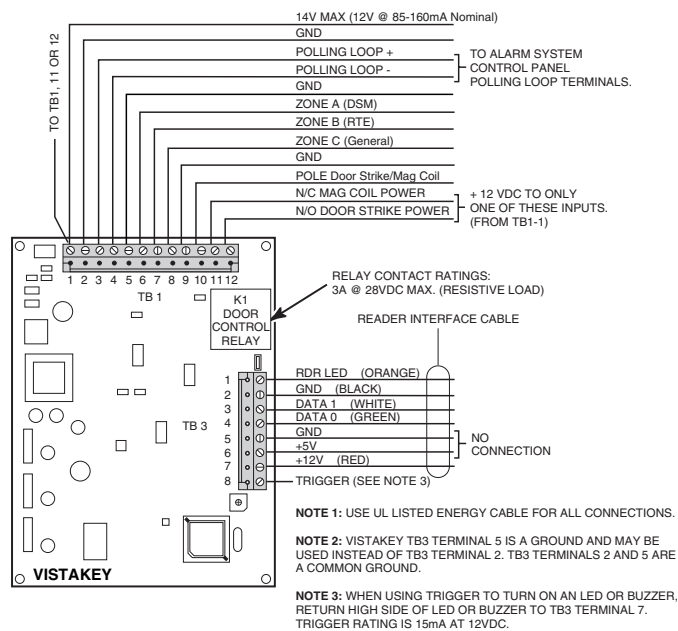 14V MAX (12V @ 85-160mA Nominal)
GND
POLLING LOOP +
POLLING LOOP -
TO ALARM SYSTEM
CONTROL PANEL
POLLING LOOP TERMINALS.
GND
ZONE A (DSM)
ZONE B (RTE)
ZONE C (General)
GND
POLE Door Strike/Mag Coil
N/C MAG COIL POWER
N/O DOOR STRIKE POWER
+ 12 VDC TO ONLY
ONE OF THESE INPUTS.
(FROM TB1-1)
TO TB1, 11 OR 12
1 2 3 4 5 6 7 8 9 10 11 12
TB 1
K1
DOOR
CONTROL
RELAY
RELAY CONTACT RATINGS:
3A @ 28VDC MAX. (RESISTIVE LOAD)
READER INTERFACE CABLE
TB 3
1 RDR LED (ORANGE)
2 GND (BLACK)
3 DATA 1 (WHITE)
4 DATA 0 (GREEN)
5 GND
6 +5V
NO
CONNECTION
7 +12V (RED)
8 TRIGGER (SEE NOTE 3)
VISTAKEY
NOTE 1: USE UL LISTED ENERGY CABLE FOR ALL CONNECTIONS.
NOTE 2: VISTAKEY TB3 TERMINAL 5 IS A GROUND AND MAY BE
USED INSTEAD OF TB3 TERMINAL 2. TB3 TERMINALS 2 AND 5 ARE
A COMMON GROUND.
NOTE 3: WHEN USING TRIGGER TO TURN ON AN LED OR BUZZER,
RETURN HIGH SIDE OF LED OR BUZZER TO TB3 TERMINAL 7.
TRIGGER RATING IS 15mA AT 12VDC.